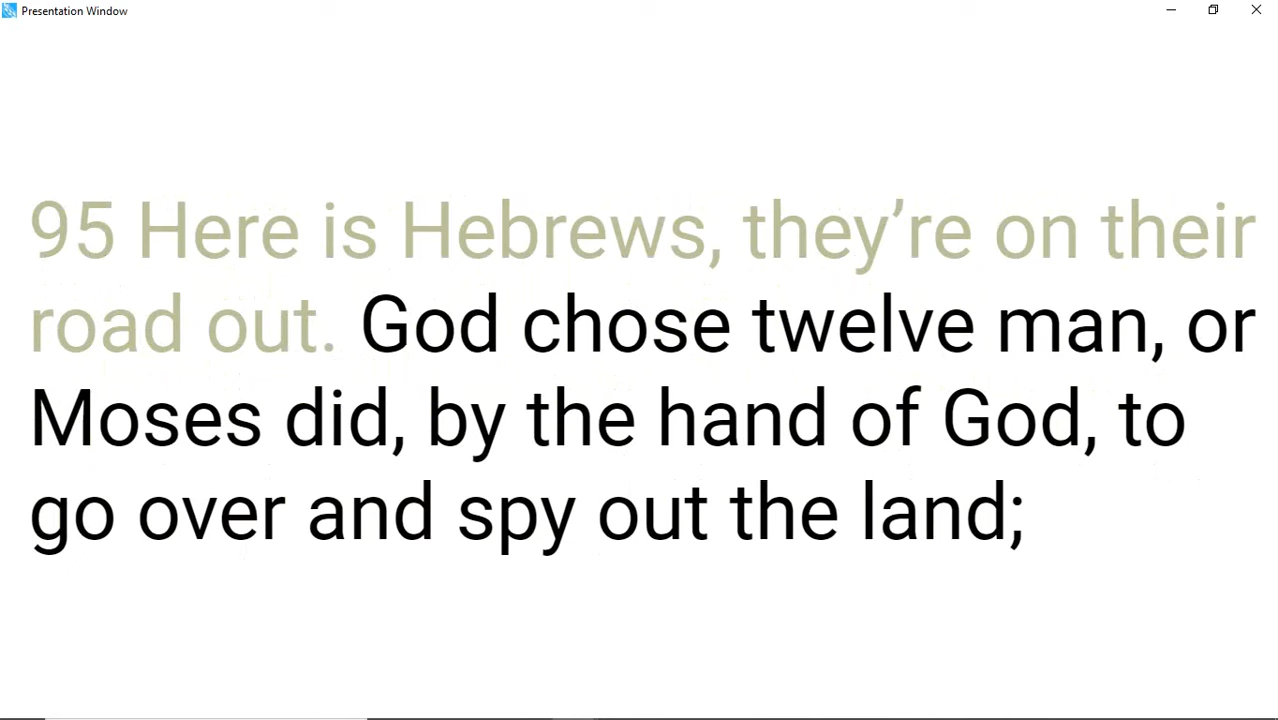 Presentation Window
95 Here is Hebrews, they’re on their
road out. God chose twelve man, or
Moses did, by the hand of God, to
go over and spy out the land;